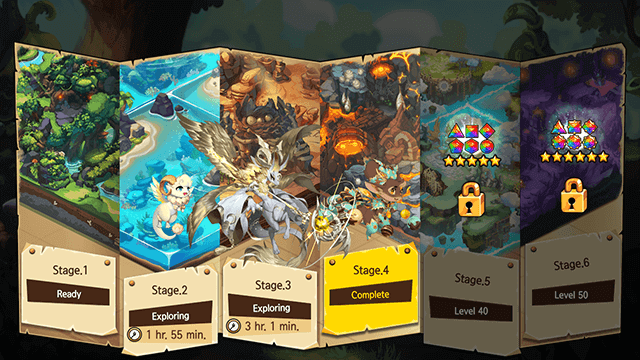 Stage.1
Ready
Stage.2
Exploring
1 hr. 55 min.
Stage.3
Exploring
3 hr. 1 min.
Stage.4
Complete
Stage.5
Level 40
Stage.6
Level 50